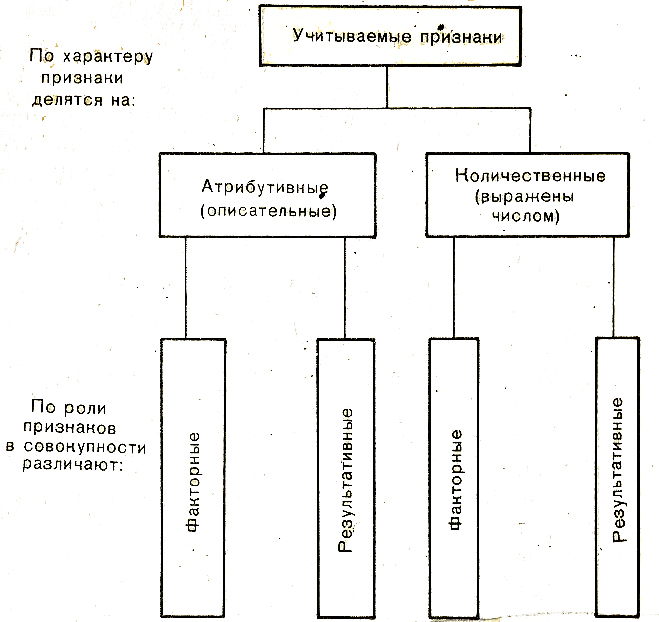 Учитываемые признаки
По характеру
признаки
делятся на:
Атрибутивные
(описательные)
Количественные
(выражены
числом)
По роли
признаков
в совокупности
различают:
Факторные
Результативные
Факторные
Результативные